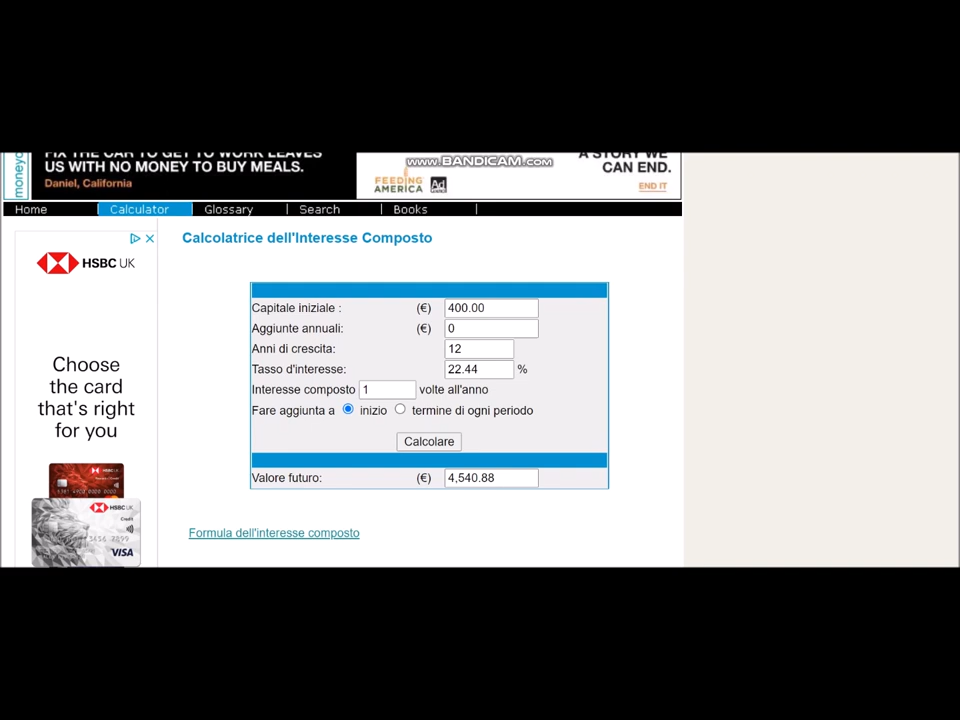 FIX THE CAR TO GET TO WORK LEAVES
US WITH NO MONEY TO BUY MEALS.
Daniel, California
www.BANDICAM.com
FEEDING
AMERICA
Ad
A STORY WE
CAN END.
END IT
Home | Calculator | Glossary | Search | Books |
HSBC UK
Choose
the card
that's right
for you
HSBC UK
Credit
VISA
Calcolatrice dell'Interesse Composto
Capitale iniziale : (€) 400.00
Aggiunte annuali: (€) 0
Anni di crescita: 12
Tasso d'interesse: 22.44 %
Interesse composto 1 volte all'anno
Fare aggiunta a inizio termine di ogni periodo
Calcolare
Valore futuro: (€) 4,540.88
Formula dell'interesse composto